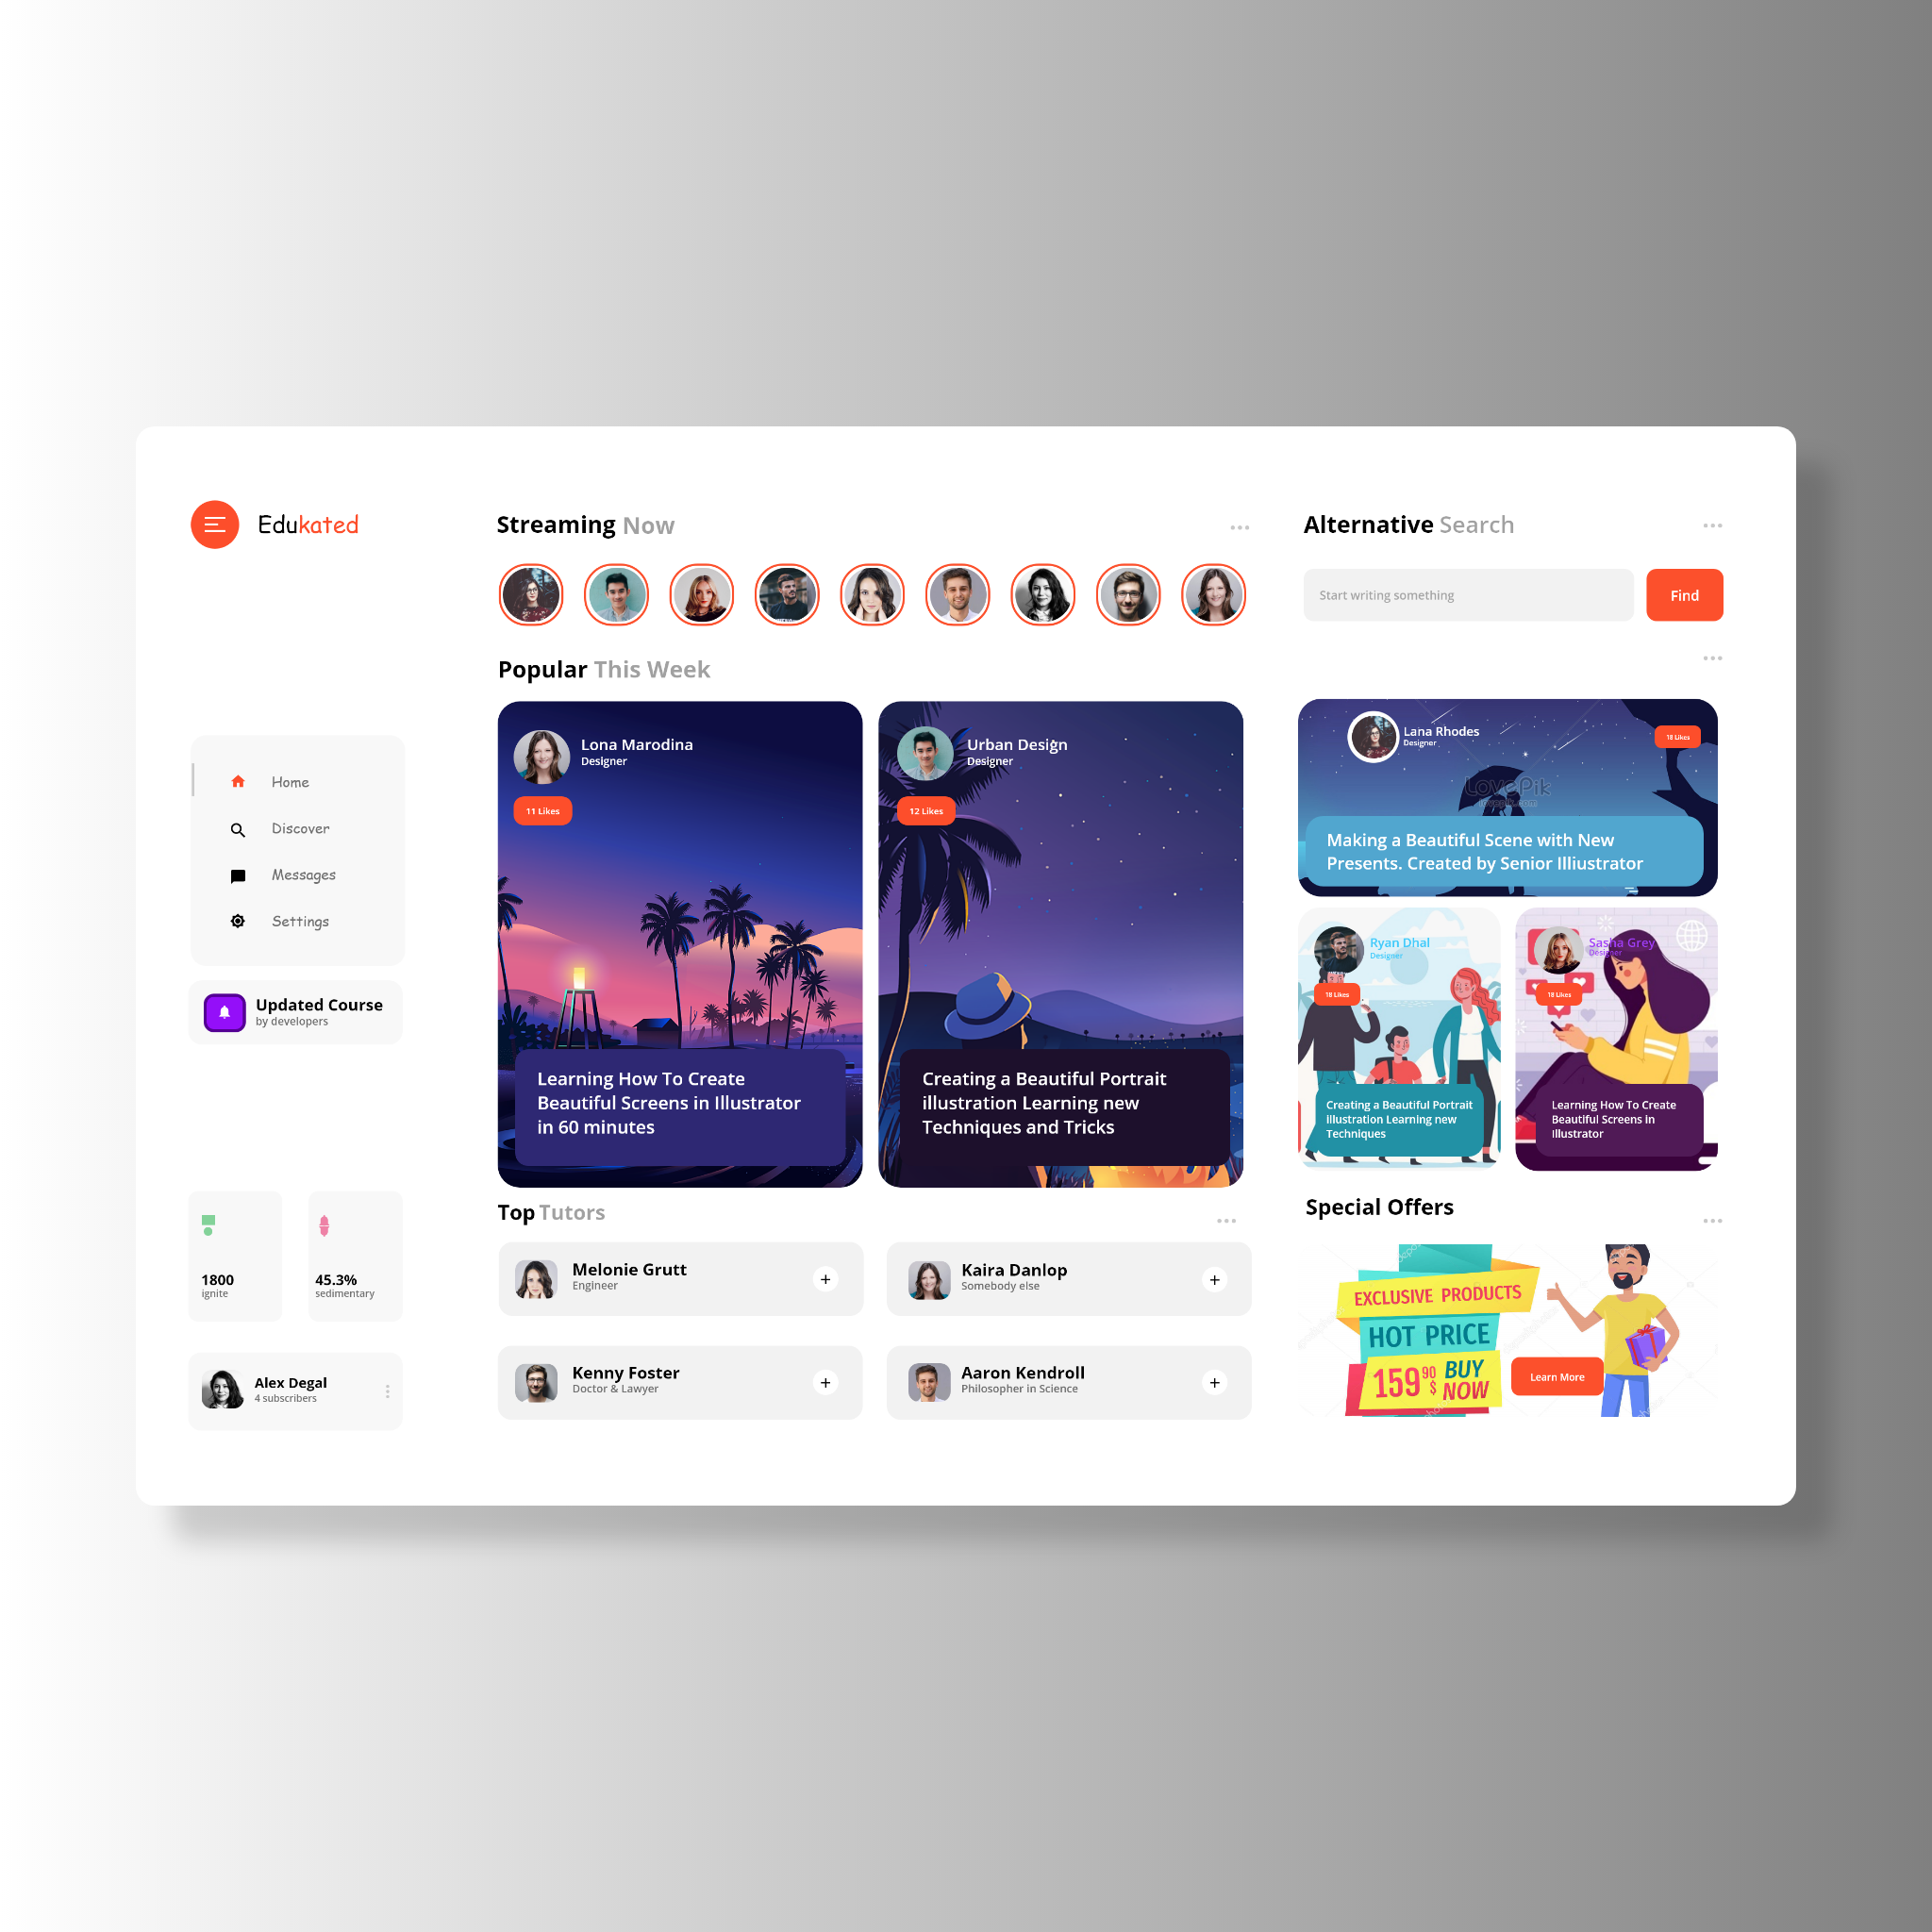 Edukated
Home
Discover
Messages
Settings
Updated Course
by developers
1800
ignite
45.3%
sedimentary
Alex Degal
4 subscribers
Streaming Now
Popular This Week
Lona Marodina
Designer
11 Likes
Learning How To Create
Beautiful Screens in Illustrator
in 60 minutes
Urban Design
Designer
12 Likes
Creating a Beautiful Portrait
illustration Learning new
Techniques and Tricks
Top Tutors
Melonie Grutt
Engineer
Kaira Danlop
Somebody else
Kenny Foster
Doctor & Lawyer
Aaron Kendroll
Philosopher in Science
Alternative Search
Start writing something
Find
Lana Rhodes
Designer
18 Likes
LovePik
lovepik.com
Making a Beautiful Scene with New
Presents. Created by Senior Illiustrator
Ryan Dhal
Designer
18 Likes
Creating a Beautiful Portrait
illustration Learning new
Techniques
Sasha Grey
Designer
18 Likes
Learning How To Create
Beautiful Screens in
Illustrator
Special Offers
EXCLUSIVE PRODUCTS
HOT PRICE
159 90 $ BUY
NOW
Learn More